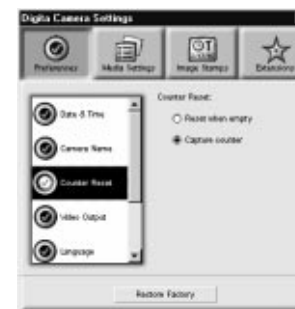 Digita Camera Settings
Preferences
Media Settings
Image Stamps
Extensions
Counter Reset:
Date & Time
Reset when empty
Camera Name
Capture counter
Counter Reset
Video Output
Language
Restore Factory